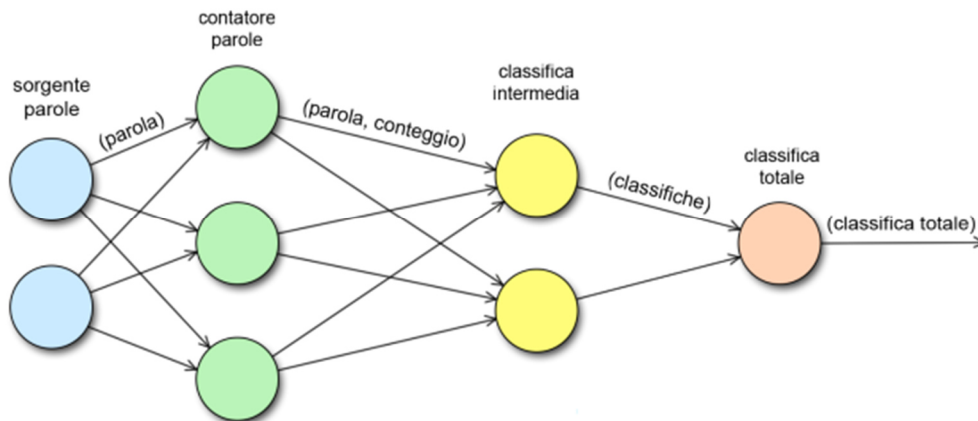 sorgente
parole
contatore
parole
classifica
intermedia
classifica
totale
(parola)
(parola, conteggio)
(classifiche)
(classifica totale)